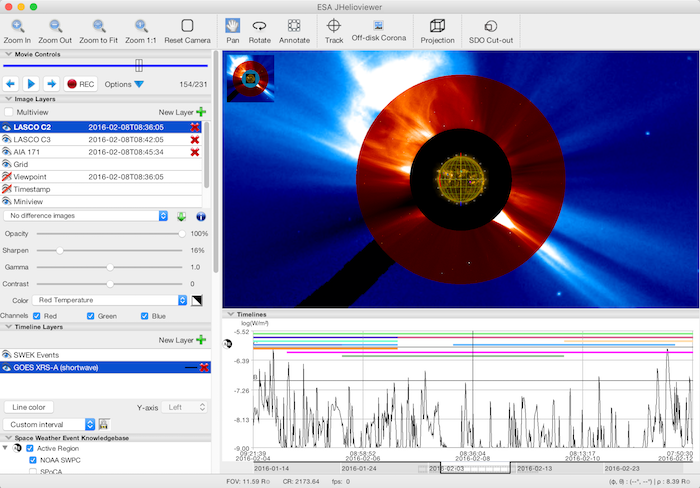 ESA JHelioviewer
Zoom In Zoom Out Zoom to Fit Zoom 1:1 Reset Camera Pan Rotate Annotate Track Off-disk Corona Projection SDO Cut-out
Movie Controls
REC Options 154/231
Image Layers
Multiview New Layer
LASCO C2 2016-02-08T08:36:05
LASCO C3 2016-02-08T08:42:05
AIA 171 2016-02-08T08:45:34
Grid
Viewpoint 2016-02-08T08:36:05
Timestamp
Miniview
No difference images
Opacity 100%
Sharpen 16%
Gamma 1.0
Contrast 0
Color Red Temperature
Channels Red Green Blue
Timeline Layers
New Layer
SWEK Events
GOES XRS-A (shortwave)
Line color Y-axis Left
Custom interval
Space Weather Event Knowledgebase
Active Region
NOAA SWPC
SPoCA
Timelines
log(W/m²)
-5.52
-6.39
-7.26
-8.13
-9.00
B
09:21:39 08:58:52 08:36:04 08:13:17 07:50:30
2016-02-04 2016-02-06 2016-02-08 2016-02-10 2016-02-12
2016-01-14 2016-01-24 2016-02-03 2016-02-13 2016-02-23
FOV: 11.59 R⊙ CR: 2173.64 fps: 0 (φ, θ) : (--°, --°) | ρ : 8.39 R⊙